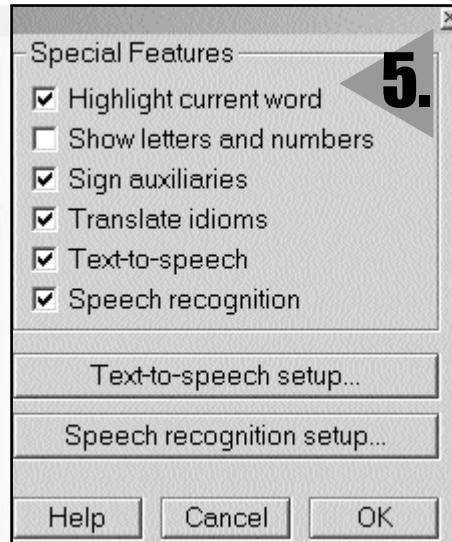 Special Features
5.
Highlight current word
Show letters and numbers
Sign auxiliaries
Translate idioms
Text-to-speech
Speech recognition
Text-to-speech setup...
Speech recognition setup...
Help Cancel OK